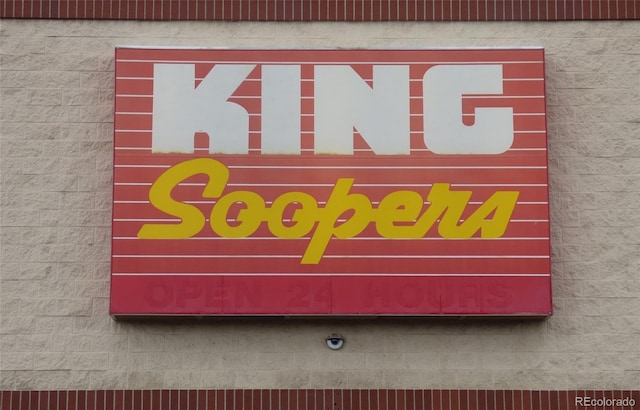 KING
Soopers
OPEN 24 HOURS
REcolorado